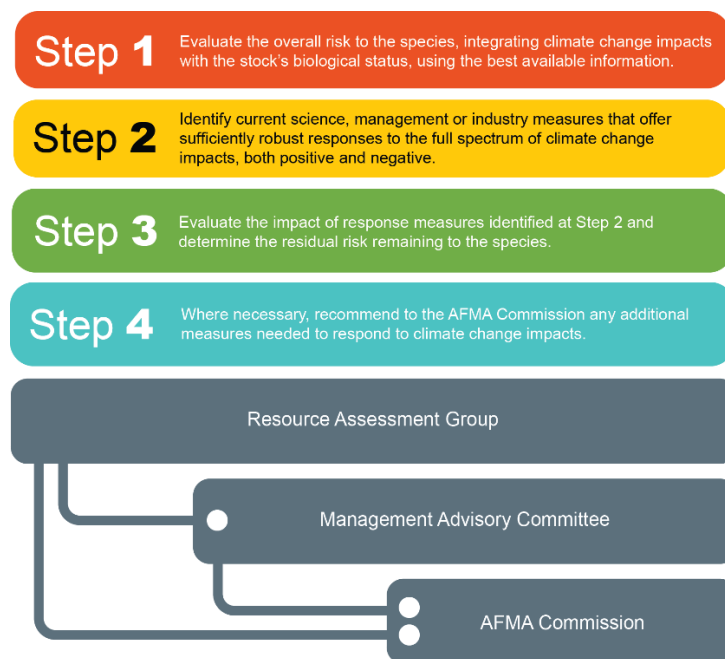 Step 1
Evaluate the overall risk to the species, integrating climate change impacts
with the stock's biological status, using the best available information.
Step 2
Identify current science, management or industry measures that offer
sufficiently robust responses to the full spectrum of climate change
impacts, both positive and negative.
Step 3
Evaluate the impact of response measures identified at Step 2 and
determine the residual risk remaining to the species.
Step 4
Where necessary, recommend to the AFMA Commission any additional
measures needed to respond to climate change impacts.
Resource Assessment Group
Management Advisory Committee
AFMA Commission